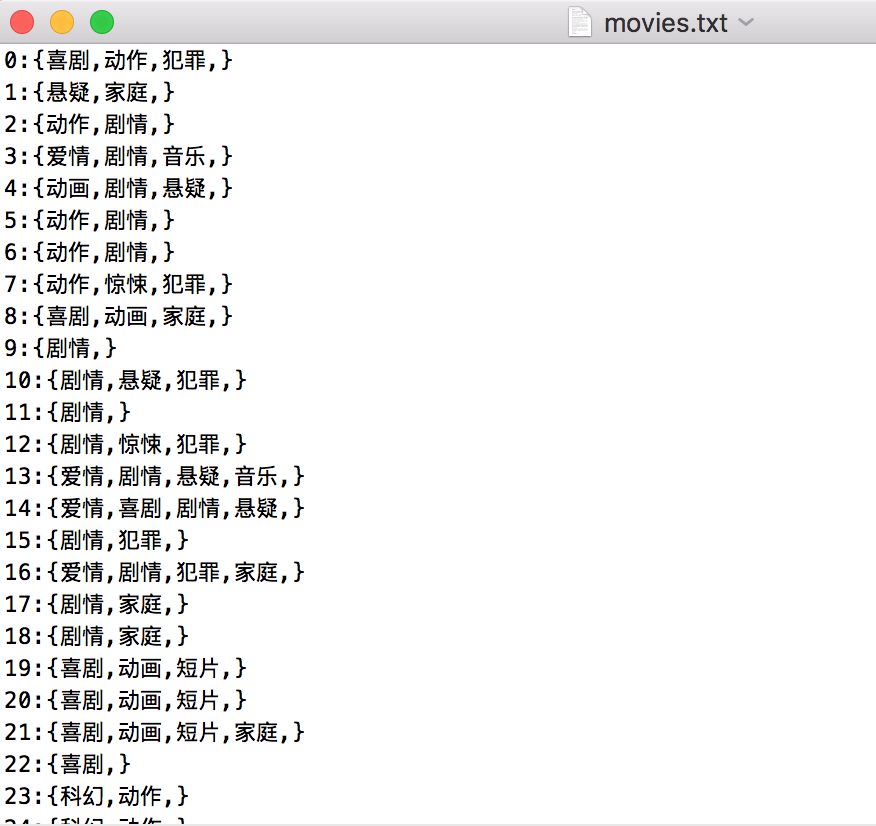 movies.txt
0:{喜剧,动作,犯罪,}
1:{悬疑,家庭,}
2:{动作,剧情,}
3:{爱情,剧情,音乐,}
4:{动画,剧情,悬疑,}
5:{动作,剧情,}
6:{动作,剧情,}
7:{动作,惊悚,犯罪,}
8:{喜剧,动画,家庭,}
9:{剧情,}
10:{剧情,悬疑,犯罪,}
11:{剧情,}
12:{剧情,惊悚,犯罪,}
13:{爱情,剧情,悬疑,音乐,}
14:{爱情,喜剧,剧情,悬疑,}
15:{剧情,犯罪,}
16:{爱情,剧情,犯罪,家庭,}
17:{剧情,家庭,}
18:{剧情,家庭,}
19:{喜剧,动画,短片,}
20:{喜剧,动画,短片,}
21:{喜剧,动画,短片,家庭,}
22:{喜剧,}
23:{科幻,动作,}